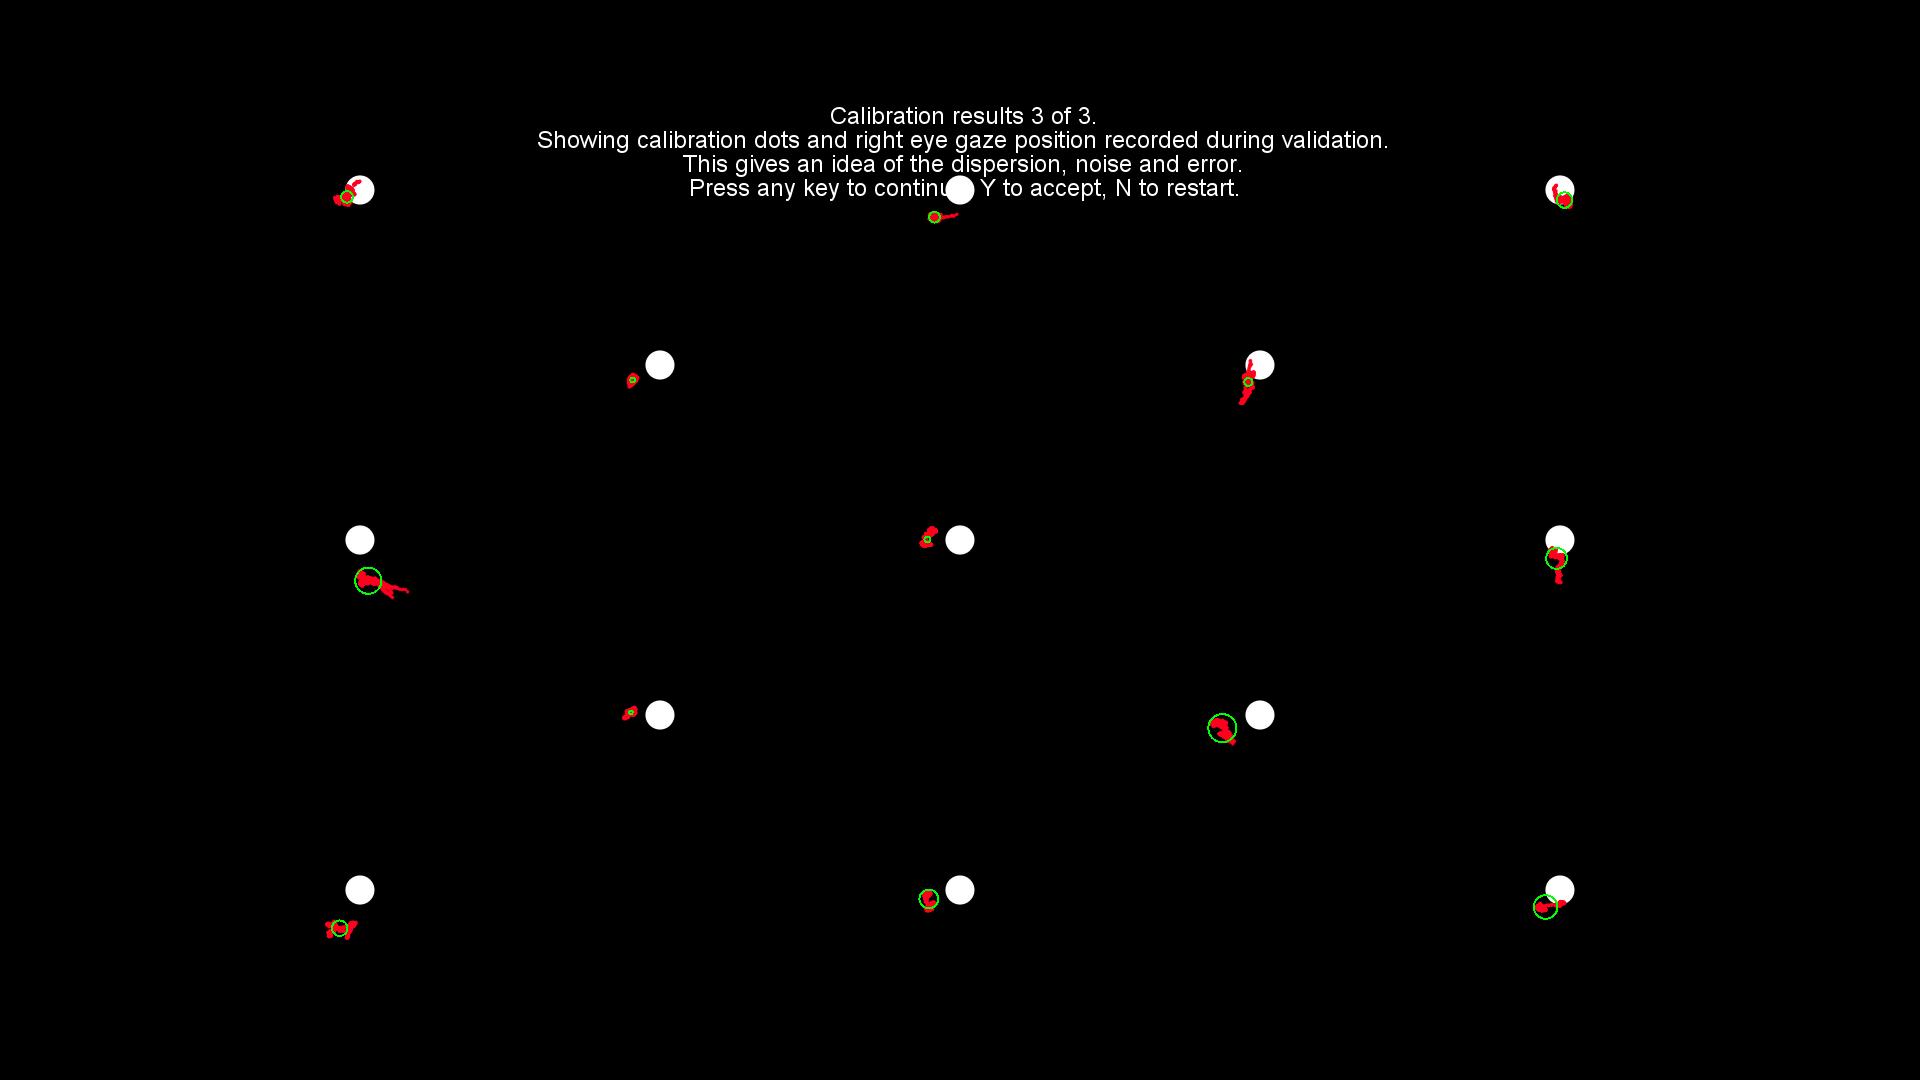 Calibration results 3 of 3.
Showing calibration dots and right eye gaze position recorded during validation.
This gives an idea of the dispersion, noise and error.
Press any key to continu Y to accept, N to restart.